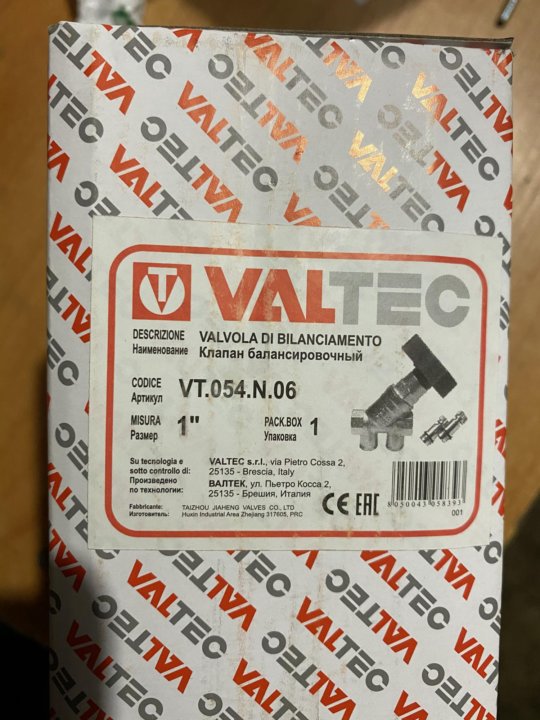 VALTEC
DESCRIZIONE VALVOLA DI BILANCIAMENTO
Наименование Клапан балансировочный
CODICE VT.054.N.06
Артикул
MISURA 1" PACK.BOX 1
Размер Упаковка
Su tecnologia e VALTEC s.r.l., via Pietro Cossa 2,
sotto controllo di: 25135 - Brescia, Italy
Произведено ВАЛТЕК, ул. Пьетро Косса 2,
по технологии: 25135 - Брешия, Италия
CE EAC
8 050043 058393
001
Fabbricante: TAIZHOU JIAHENG VALVES CO., LTD
Изготовитель: Huxin Industrial Area Zhejiang 317605, PRC